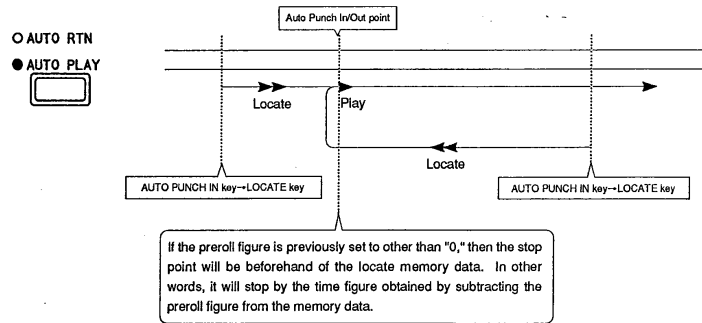 Auto Punch In/Out point
AUTO RTN
AUTO PLAY
Locate
Play
Locate
AUTO PUNCH IN key→LOCATE key
AUTO PUNCH IN key→LOCATE key
If the preroll figure is previously set to other than "0," then the stop
point will be beforehand of the locate memory data. In other
words, it will stop by the time figure obtained by subtracting the
preroll figure from the memory data.